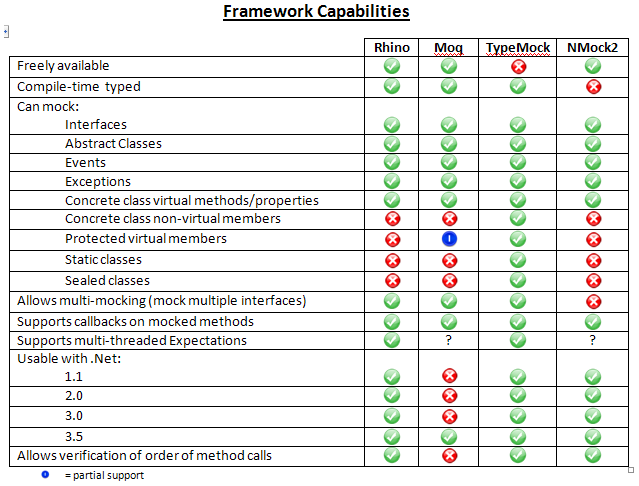 Framework Capabilities
Rhino Moq TypeMock NMock2
Freely available
Compile-time typed
Can mock:
Interfaces
Abstract Classes
Events
Exceptions
Concrete class virtual methods/properties
Concrete class non-virtual members
Protected virtual members
Static classes
Sealed classes
Allows multi-mocking (mock multiple interfaces)
Supports callbacks on mocked methods
Supports multi-threaded Expectations ? ?
Usable with .Net:
1.1
2.0
3.0
3.5
Allows verification of order of method calls
= partial support